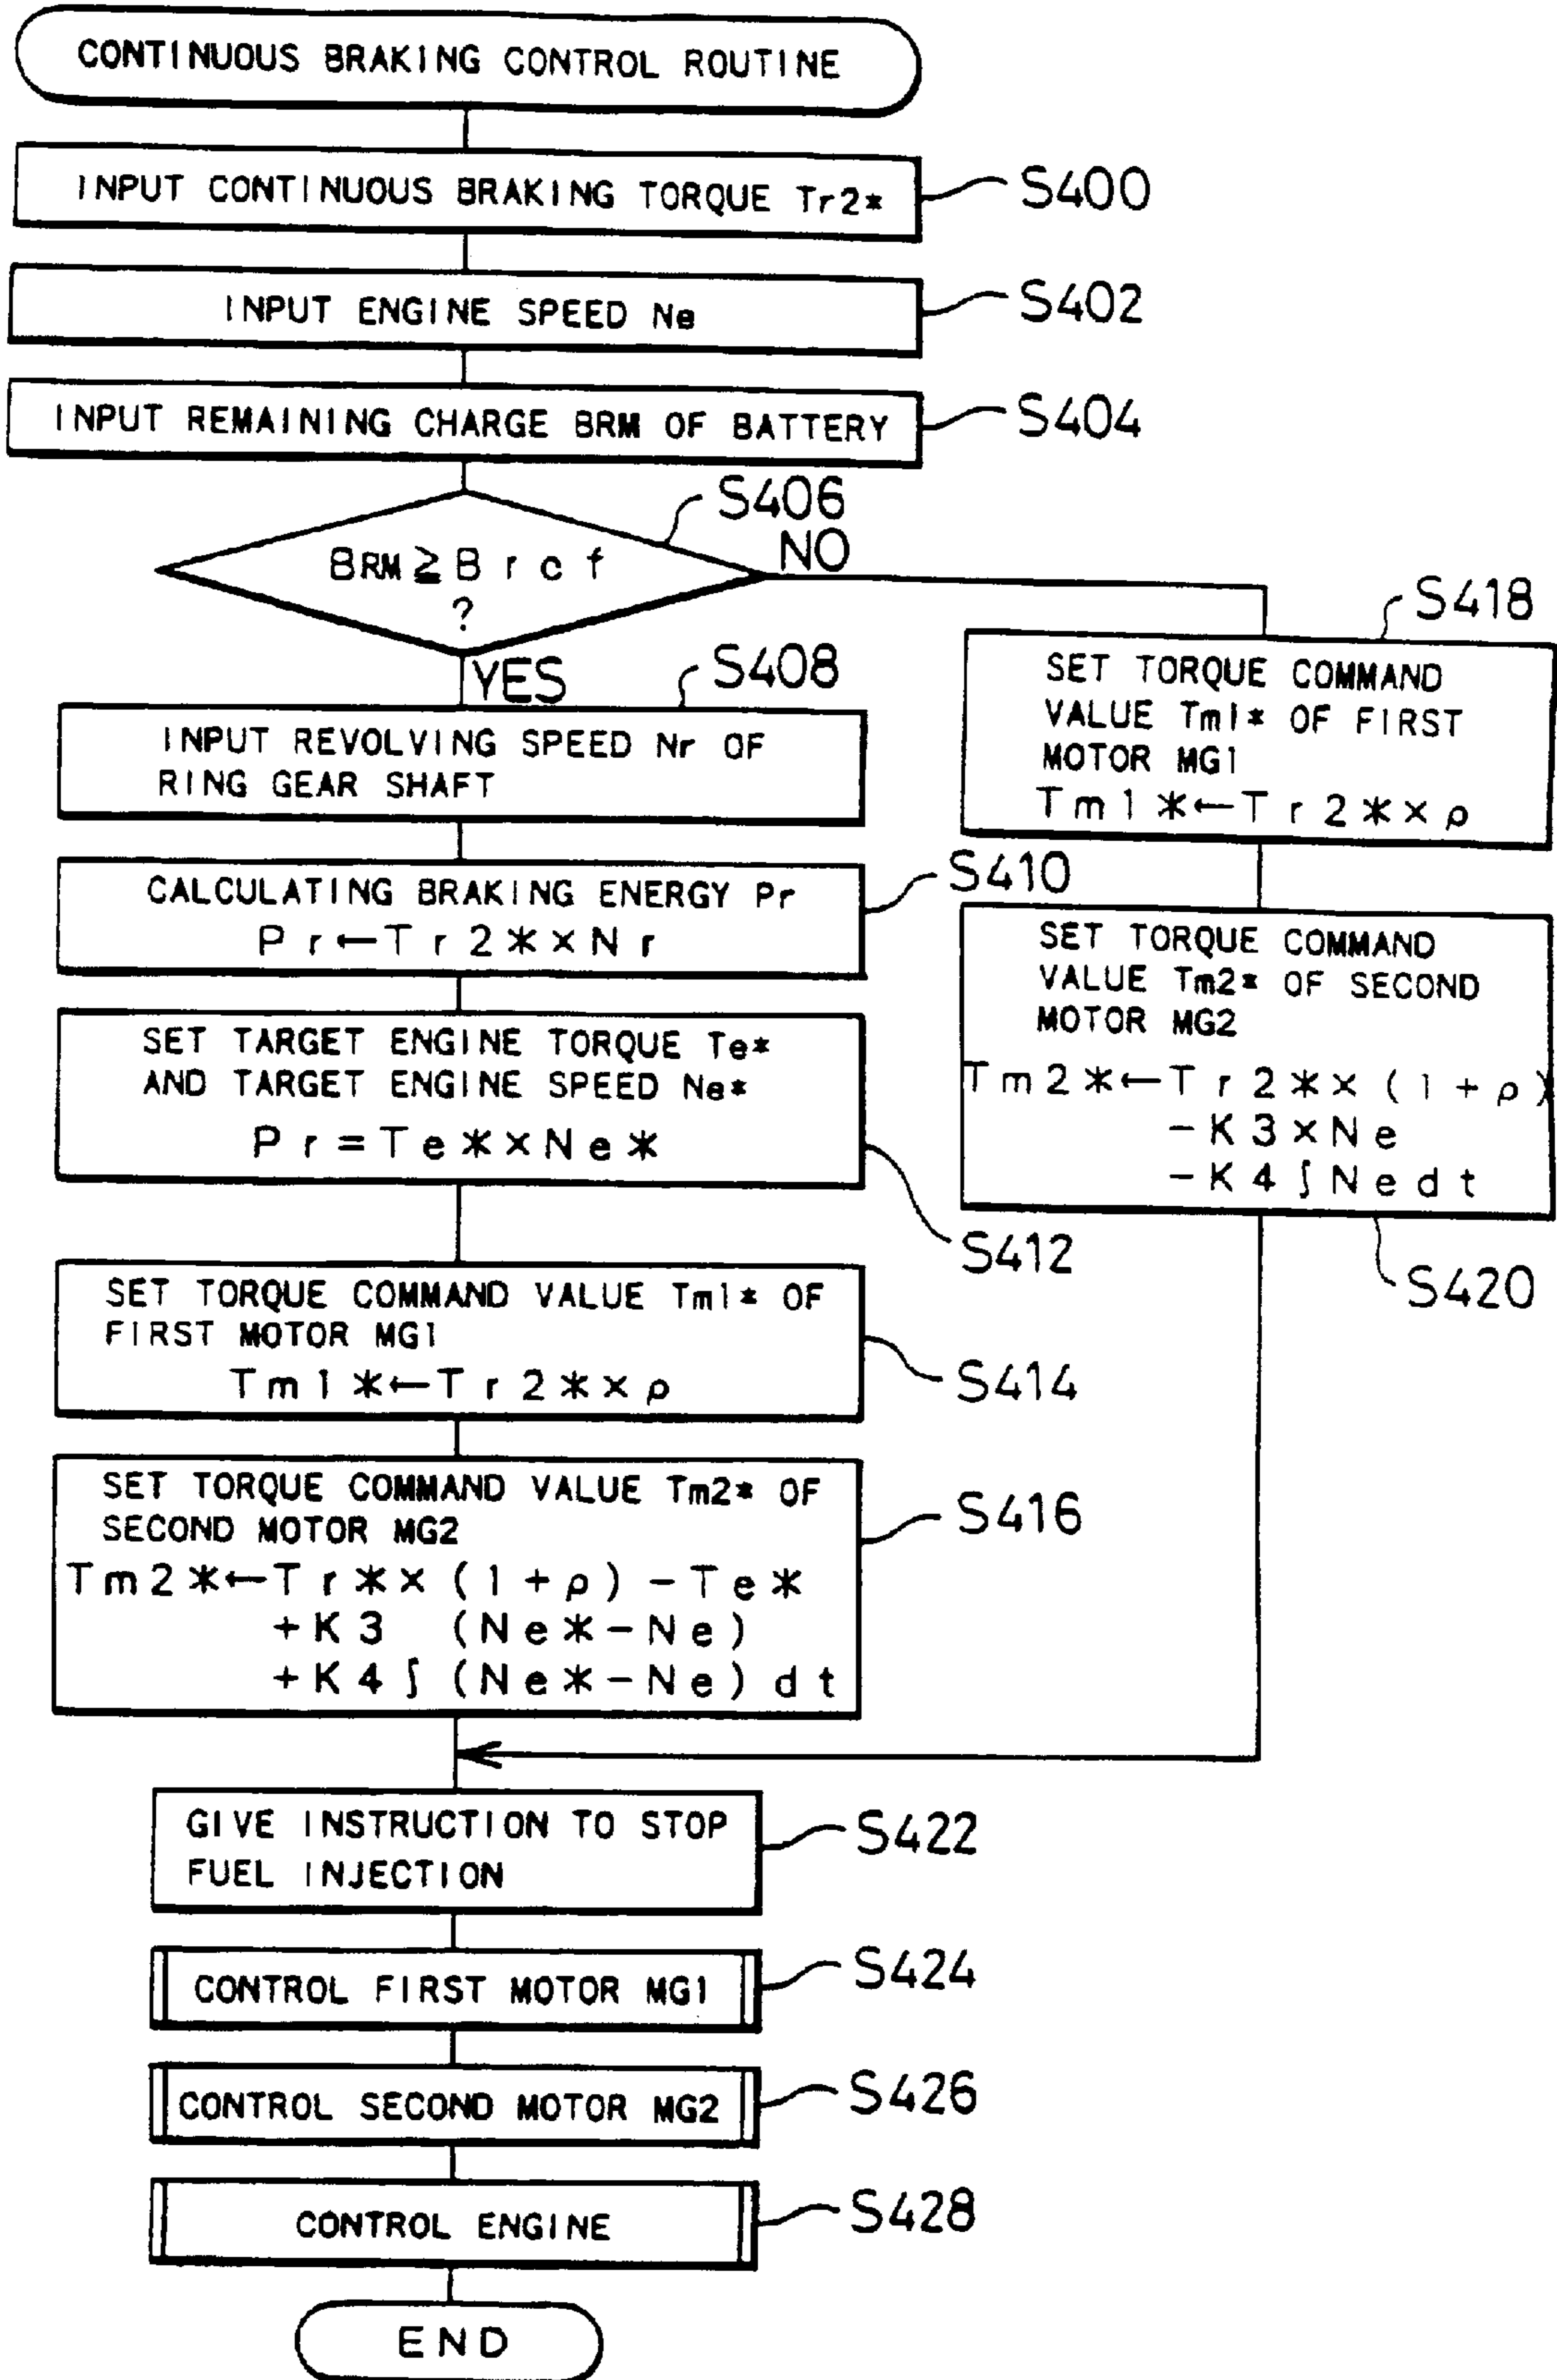 CONTINUOUS BRAKING CONTROL ROUTINE
INPUT CONTINUOUS BRAKING TORQUE Tr2*
S400
INPUT ENGINE SPEED Ne
S402
INPUT REMAINING CHARGE BRM OF BATTERY
S404
S406
BRM ≧ Brcf
?
NO
YES
S408
INPUT REVOLVING SPEED Nr OF
RING GEAR SHAFT
CALCULATING BRAKING ENERGY Pr
Pr←Tr2*×Nr
S410
SET TARGET ENGINE TORQUE Te*
AND TARGET ENGINE SPEED Ne*
Pr=Te*×Ne*
S412
SET TORQUE COMMAND VALUE Tm1* OF
FIRST MOTOR MG1
Tm1*←Tr2*×ρ
S414
SET TORQUE COMMAND VALUE Tm2* OF
SECOND MOTOR MG2
Tm2*←Tr*×(1+ρ)-Te*
+K3 (Ne*-Ne)
+K4∫(Ne*-Ne)dt
S416
S418
SET TORQUE COMMAND
VALUE Tm1* OF FIRST
MOTOR MG1
Tm1*←Tr2*×ρ
SET TORQUE COMMAND
VALUE Tm2* OF SECOND
MOTOR MG2
Tm2*←Tr2*×(1+ρ)
-K3×Ne
-K4∫Nedt
S420
GIVE INSTRUCTION TO STOP
FUEL INJECTION
S422
CONTROL FIRST MOTOR MG1
S424
CONTROL SECOND MOTOR MG2
S426
CONTROL ENGINE
S428
END